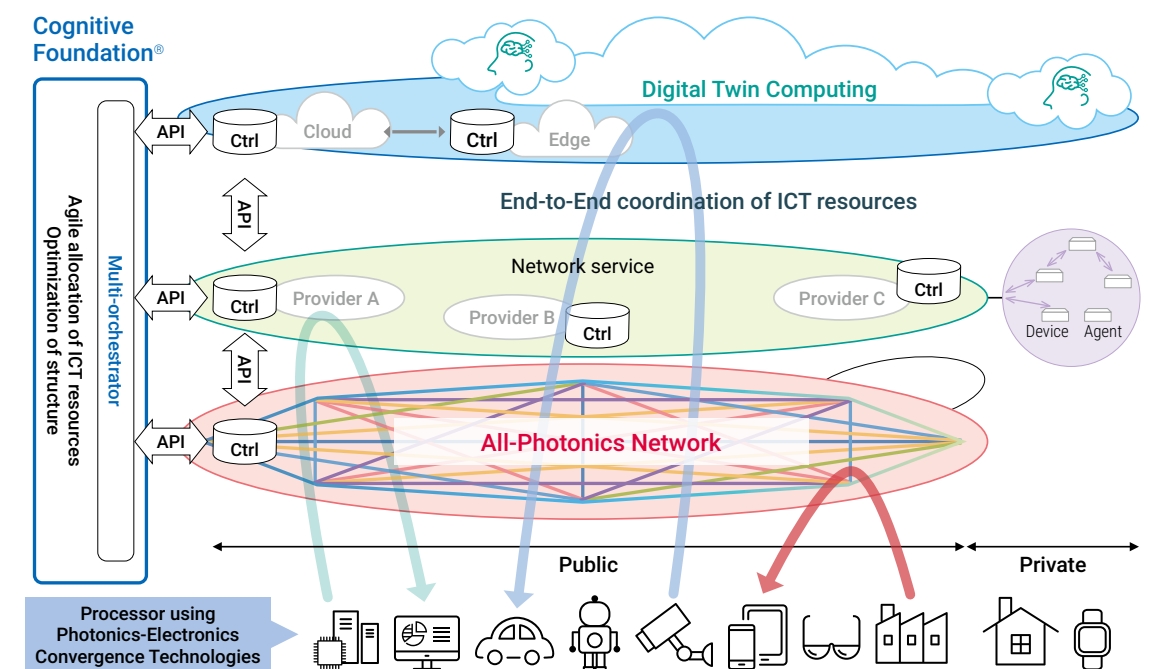 Cognitive
Foundation®
Digital Twin Computing
API
Ctrl
Cloud
Ctrl
Edge
API
End-to-End coordination of ICT resources
Agile allocation of ICT resources
Optimization of structure
Multi-orchestrator
Network service
API
Ctrl
Provider A
Provider B
Ctrl
Provider C
Ctrl
Device
Agent
API
API
Ctrl
All-Photonics Network
Public
Private
Processor using
Photonics-Electronics
Convergence Technologies